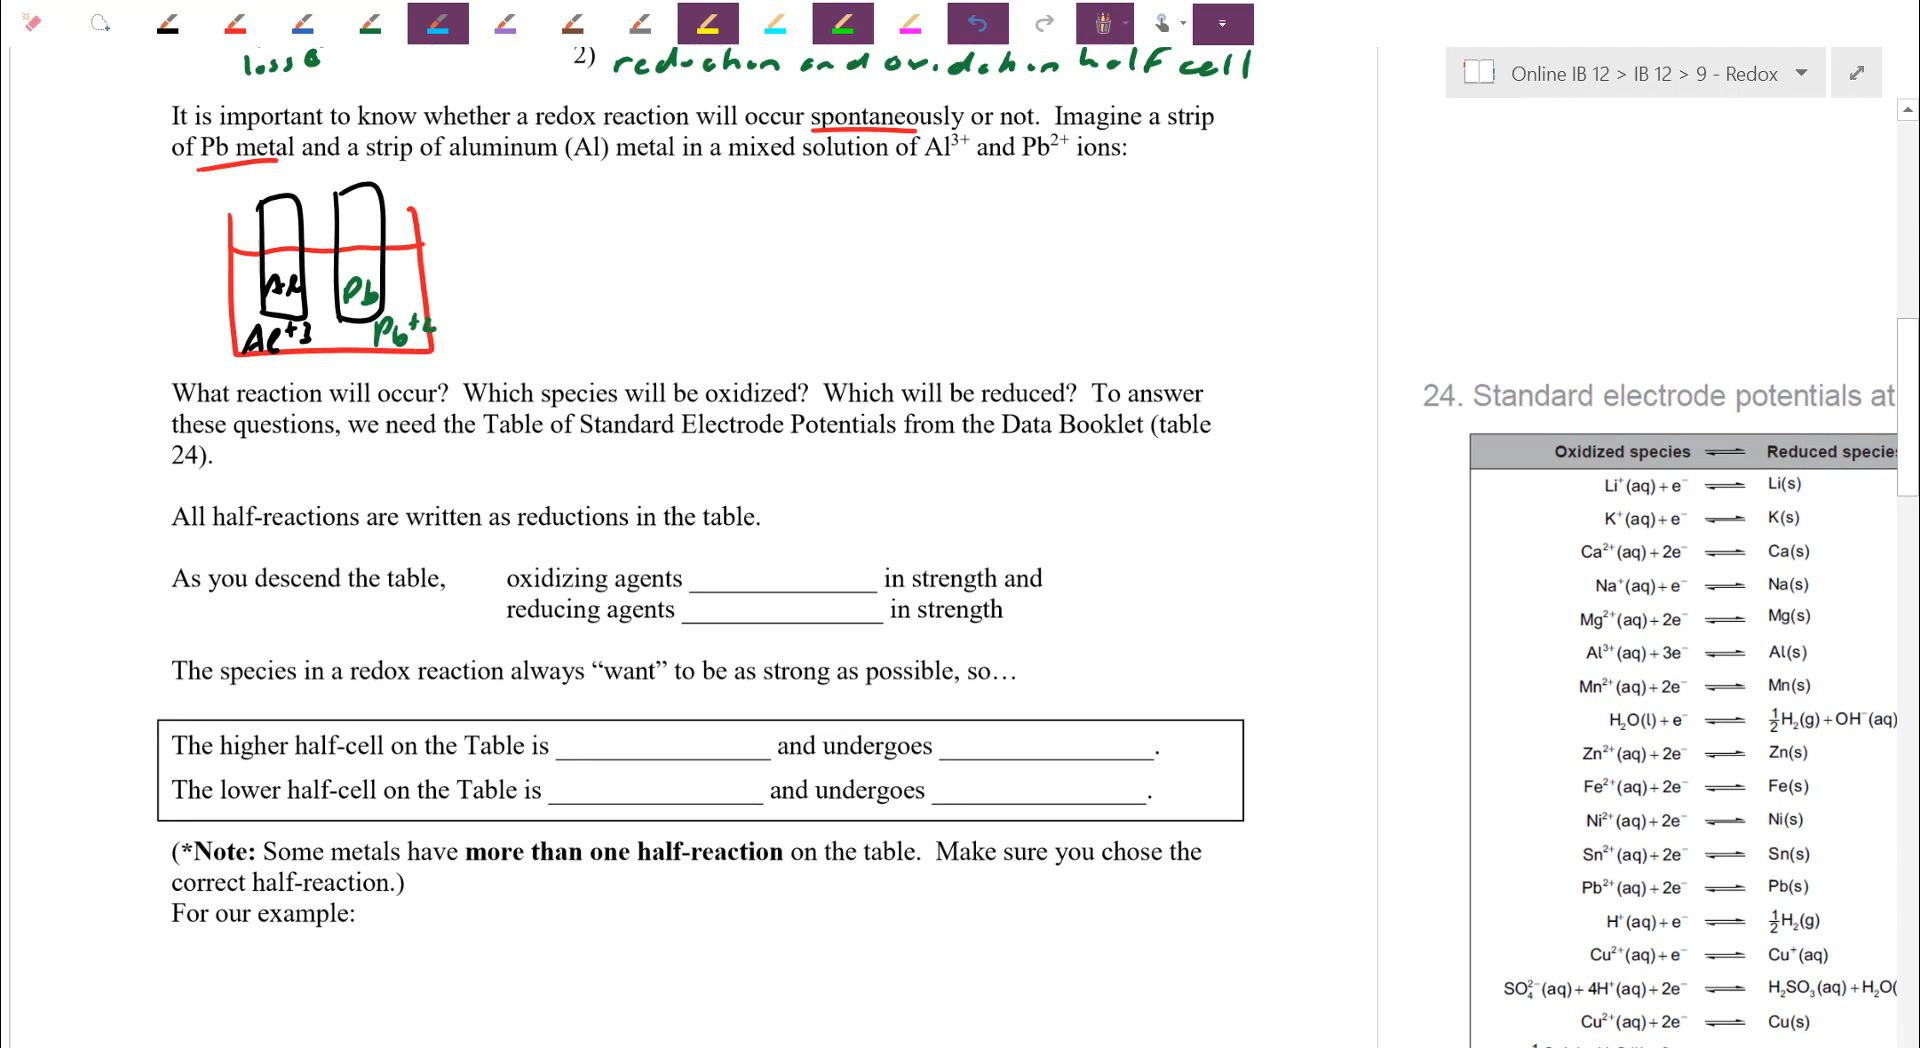 loss e
2) reduction and oxidation half cell
It is important to know whether a redox reaction will occur spontaneously or not. Imagine a strip
of Pb metal and a strip of aluminum (Al) metal in a mixed solution of Al³⁺ and Pb²⁺ ions:
Al Pb
Al⁺³ Pb⁺²
What reaction will occur? Which species will be oxidized? Which will be reduced? To answer
these questions, we need the Table of Standard Electrode Potentials from the Data Booklet (table
24).
All half-reactions are written as reductions in the table.
As you descend the table, oxidizing agents ______________ in strength and
reducing agents _______________ in strength
The species in a redox reaction always “want” to be as strong as possible, so…
The higher half-cell on the Table is ________________ and undergoes ________________.
The lower half-cell on the Table is ________________ and undergoes ________________.
(*Note: Some metals have more than one half-reaction on the table. Make sure you chose the
correct half-reaction.)
For our example:
Online IB 12 > IB 12 > 9 - Redox
24. Standard electrode potentials at
Oxidized species ⇌ Reduced specie
Li⁺(aq) + e⁻ ⇌ Li(s)
K⁺(aq) + e⁻ ⇌ K(s)
Ca²⁺(aq) + 2e⁻ ⇌ Ca(s)
Na⁺(aq) + e⁻ ⇌ Na(s)
Mg²⁺(aq) + 2e⁻ ⇌ Mg(s)
Al³⁺(aq) + 3e⁻ ⇌ Al(s)
Mn²⁺(aq) + 2e⁻ ⇌ Mn(s)
H₂O(l) + e⁻ ⇌ ½H₂(g) + OH⁻(aq)
Zn²⁺(aq) + 2e⁻ ⇌ Zn(s)
Fe²⁺(aq) + 2e⁻ ⇌ Fe(s)
Ni²⁺(aq) + 2e⁻ ⇌ Ni(s)
Sn²⁺(aq) + 2e⁻ ⇌ Sn(s)
Pb²⁺(aq) + 2e⁻ ⇌ Pb(s)
H⁺(aq) + e⁻ ⇌ ½H₂(g)
Cu²⁺(aq) + e⁻ ⇌ Cu⁺(aq)
SO₄²⁻(aq) + 4H⁺(aq) + 2e⁻ ⇌ H₂SO₃(aq) + H₂O(
Cu²⁺(aq) + 2e⁻ ⇌ Cu(s)